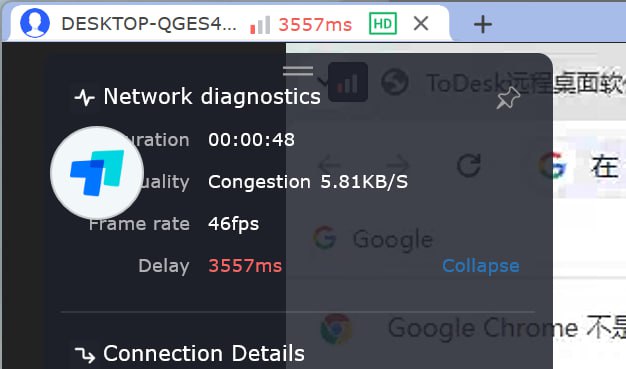 DESKTOP-QGES4... 3557ms HD
Network diagnostics
ToDesk远程桌面软件
uration 00:00:48
uality Congestion 5.81KB/S
在
Frame rate 46fps
Google
Delay 3557ms Collapse
Google Chrome 不是
Connection Details